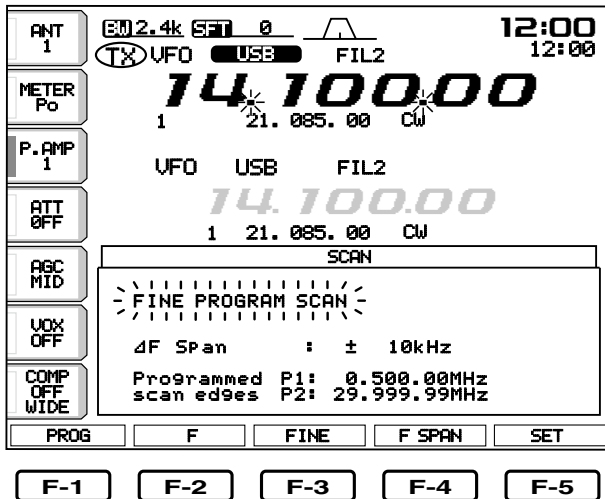 ANT
1
METER
Po
P.AMP
1
ATT
OFF
AGC
MID
VOX
OFF
COMP
OFF
WIDE
BW 2.4k SFT 0
12:00
12:00
TX VFO USB FIL2
14.100.00
1 21.085.00 CW
VFO USB FIL2
14.100.00
1 21.085.00 CW
SCAN
FINE PROGRAM SCAN
ΔF Span : ± 10kHz
Programmed P1: 0.500.00MHz
scan edges P2: 29.999.99MHz
PROG F FINE F SPAN SET
F-1 F-2 F-3 F-4 F-5